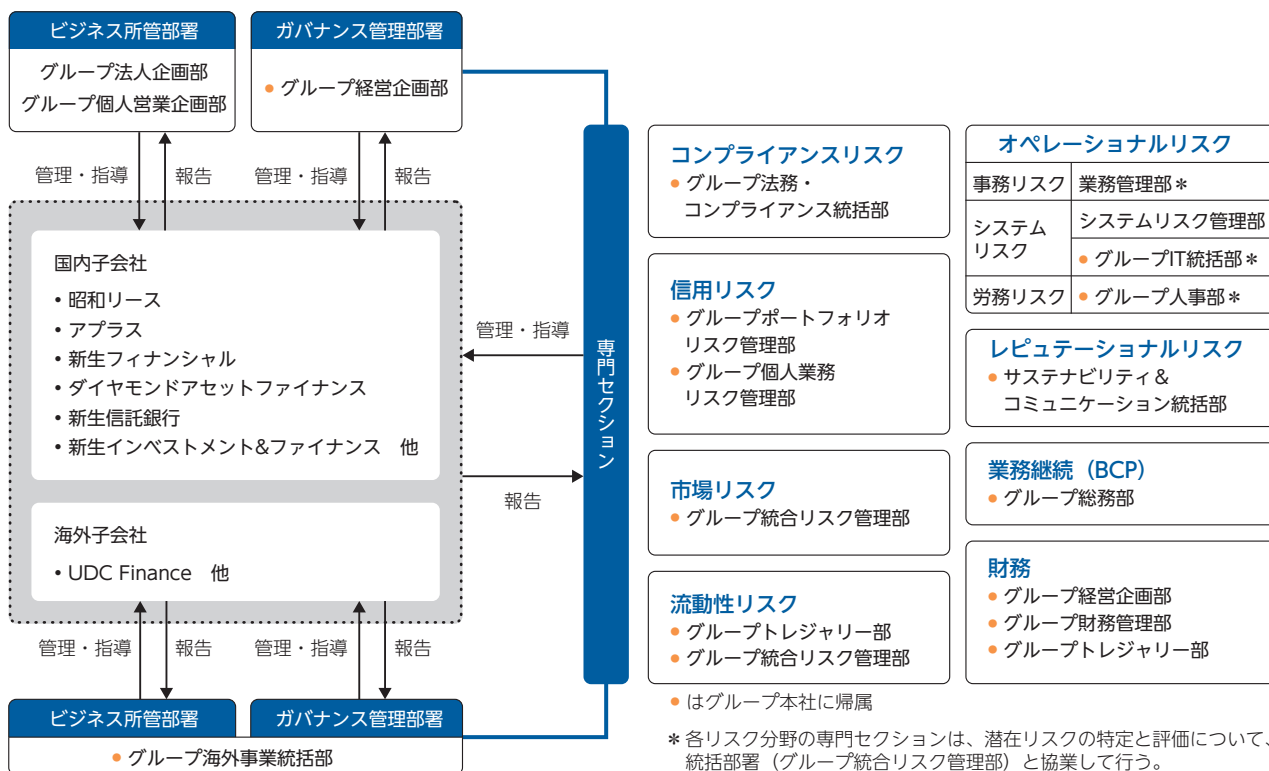 ビジネス所管部署
グループ法人企画部
グループ個人営業企画部
ガバナンス管理部署
● グループ経営企画部
管理・指導
報告
管理・指導
報告
国内子会社
• 昭和リース
• アプラス
• 新生フィナンシャル
• ダイヤモンドアセットファイナンス
• 新生信託銀行
• 新生インベストメント&ファイナンス 他
海外子会社
• UDC Finance 他
管理・指導
報告
管理・指導
報告
管理・指導
報告
ビジネス所管部署
ガバナンス管理部署
● グループ海外事業統括部
専門セクション
コンプライアンスリスク
● グループ法務・
コンプライアンス統括部
信用リスク
● グループポートフォリオ
リスク管理部
● グループ個人業務
リスク管理部
市場リスク
● グループ統合リスク管理部
流動性リスク
● グループトレジャリー部
● グループ統合リスク管理部
オペレーショナルリスク
事務リスク 業務管理部＊
システム
リスク
システムリスク管理部
● グループIT統括部＊
労務リスク ● グループ人事部＊
レピュテーショナルリスク
● サステナビリティ＆
コミュニケーション統括部
業務継続（BCP）
● グループ総務部
財務
● グループ経営企画部
● グループ財務管理部
● グループトレジャリー部
● はグループ本社に帰属
＊各リスク分野の専門セクションは、潜在リスクの特定と評価について、
統括部署（グループ統合リスク管理部）と協業して行う。